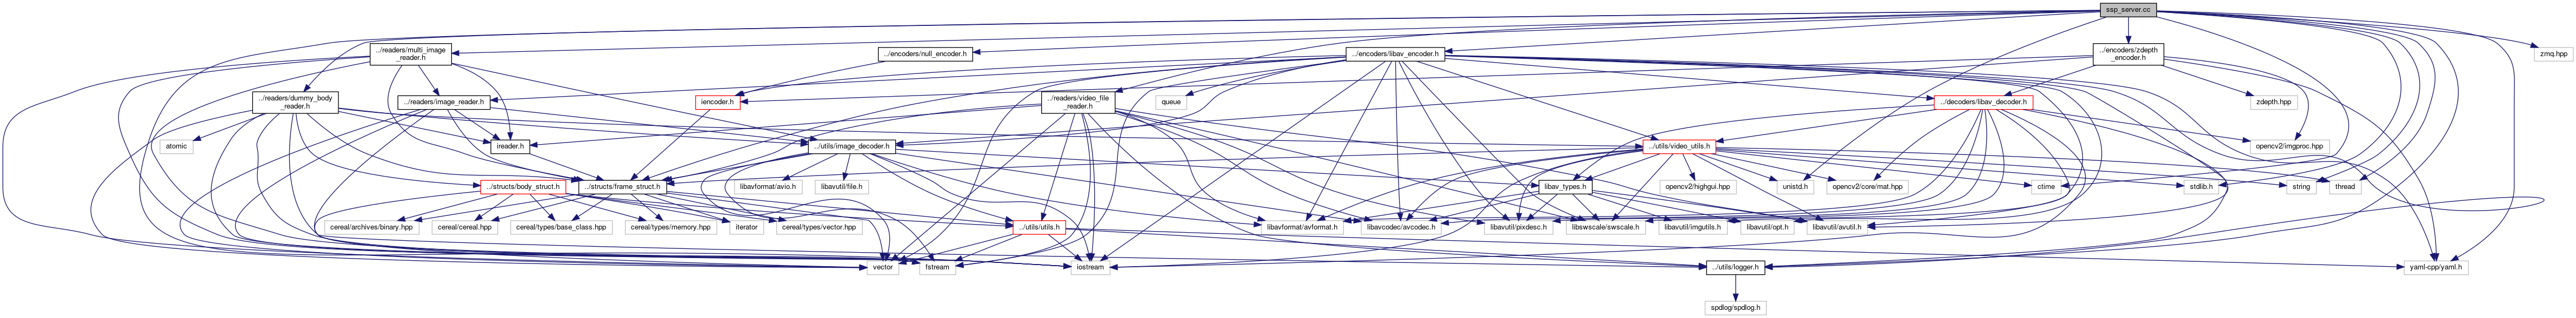 ssp_server.cc
../readers/multi_image
_reader.h
../encoders/null_encoder.h
../encoders/libav_encoder.h
../encoders/zdepth
_encoder.h
zmq.hpp
../readers/dummy_body
_reader.h
../readers/image_reader.h
iencoder.h
../readers/video_file
_reader.h
queue
../decoders/libav_decoder.h
zdepth.hpp
atomic
ireader.h
../utils/image_decoder.h
../utils/video_utils.h
opencv2/imgproc.hpp
../structs/body_struct.h
../structs/frame_struct.h
libavformat/avio.h
libavutil/file.h
libav_types.h
opencv2/highgui.hpp
unistd.h
opencv2/core/mat.hpp
ctime
stdlib.h
string
thread
cereal/archives/binary.hpp
cereal/cereal.hpp
cereal/types/base_class.hpp
cereal/types/memory.hpp
iterator
cereal/types/vector.hpp
../utils/utils.h
libavformat/avformat.h
libavcodec/avcodec.h
libavutil/pixdesc.h
libswscale/swscale.h
libavutil/imgutils.h
libavutil/opt.h
libavutil/avutil.h
vector
fstream
iostream
../utils/logger.h
yaml-cpp/yaml.h
spdlog/spdlog.h